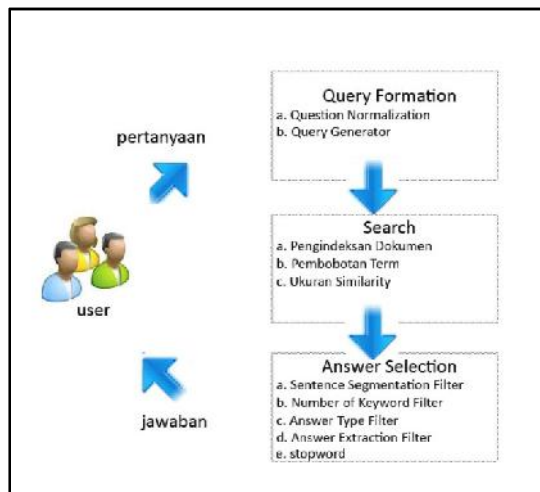 Query Formation
a. Question Normalization
b. Query Generator
pertanyaan
Search
a. Pengindeksan Dokumen
b. Pembobotan Term
c. Ukuran Similarity
user
Answer Selection
a. Sentence Segmentation Filter
b. Number of Keyword Filter
c. Answer Type Filter
d. Answer Extraction Filter
e. stopword
jawaban